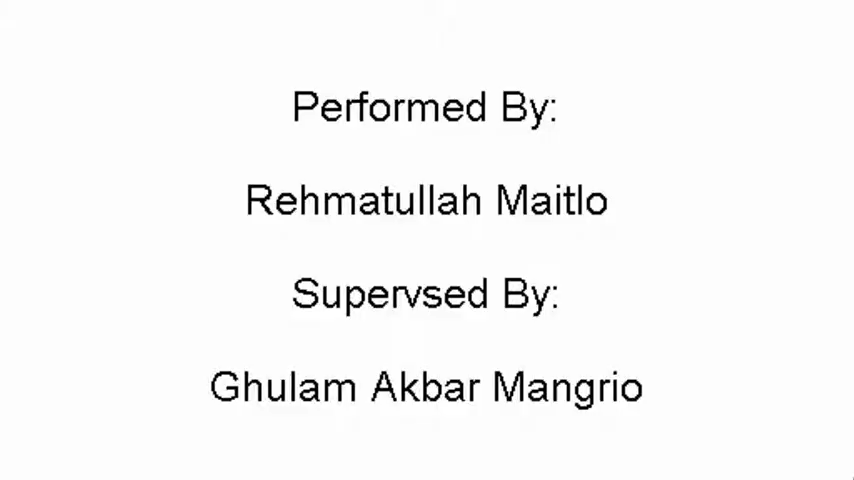 Performed By:
Rehmatullah Maitlo
Supervsed By:
Ghulam Akbar Mangrio